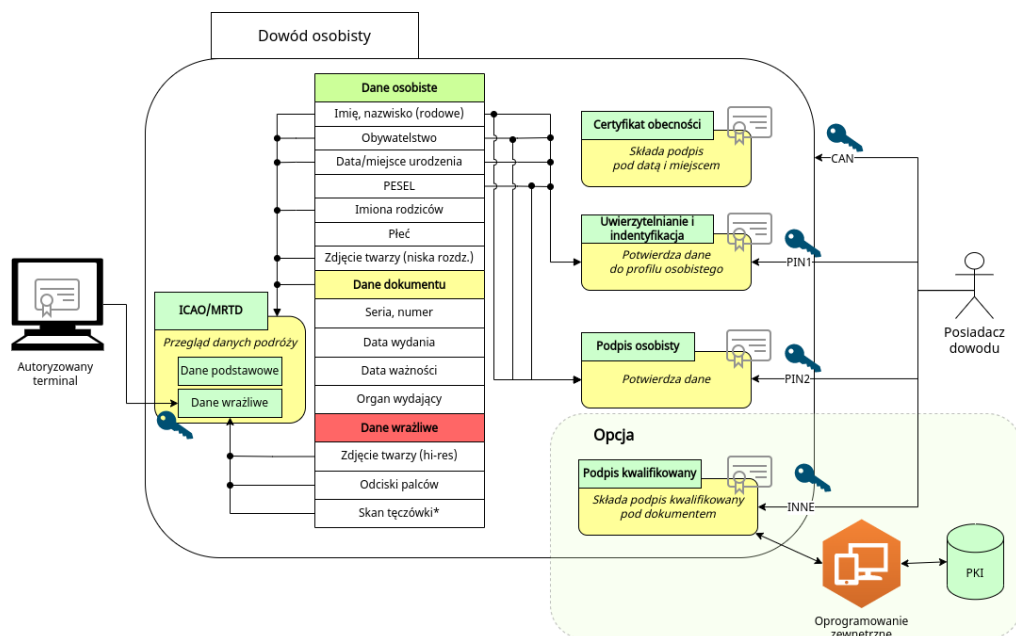 Dowód osobisty
Dane osobiste
Imię, nazwisko (rodowe)
Obywatelstwo
Data/miejsce urodzenia
PESEL
Imiona rodziców
Płeć
Zdjęcie twarzy (niska rozdz.)
Dane dokumentu
Seria, numer
Data wydania
Data ważności
Organ wydający
Dane wrażliwe
Zdjęcie twarzy (hi-res)
Odciski palców
Skan tęczówki*
Autoryzowany
terminal
ICAO/MRTD
Przegląd danych podróży
Dane podstawowe
Dane wrażliwe
Certyfikat obecności
Składa podpis
pod datą i miejscem
Uwierzytelnianie i
indentyfikacja
Potwierdza dane
do profilu osobistego
Podpis osobisty
Potwierdza dane
Opcja
Podpis kwalifikowany
Składa podpis kwalifikowany
pod dokumentem
CAN
PIN1
PIN2
INNE
Posiadacz
dowodu
PKI
Oprogramowanie
zewnętrzne